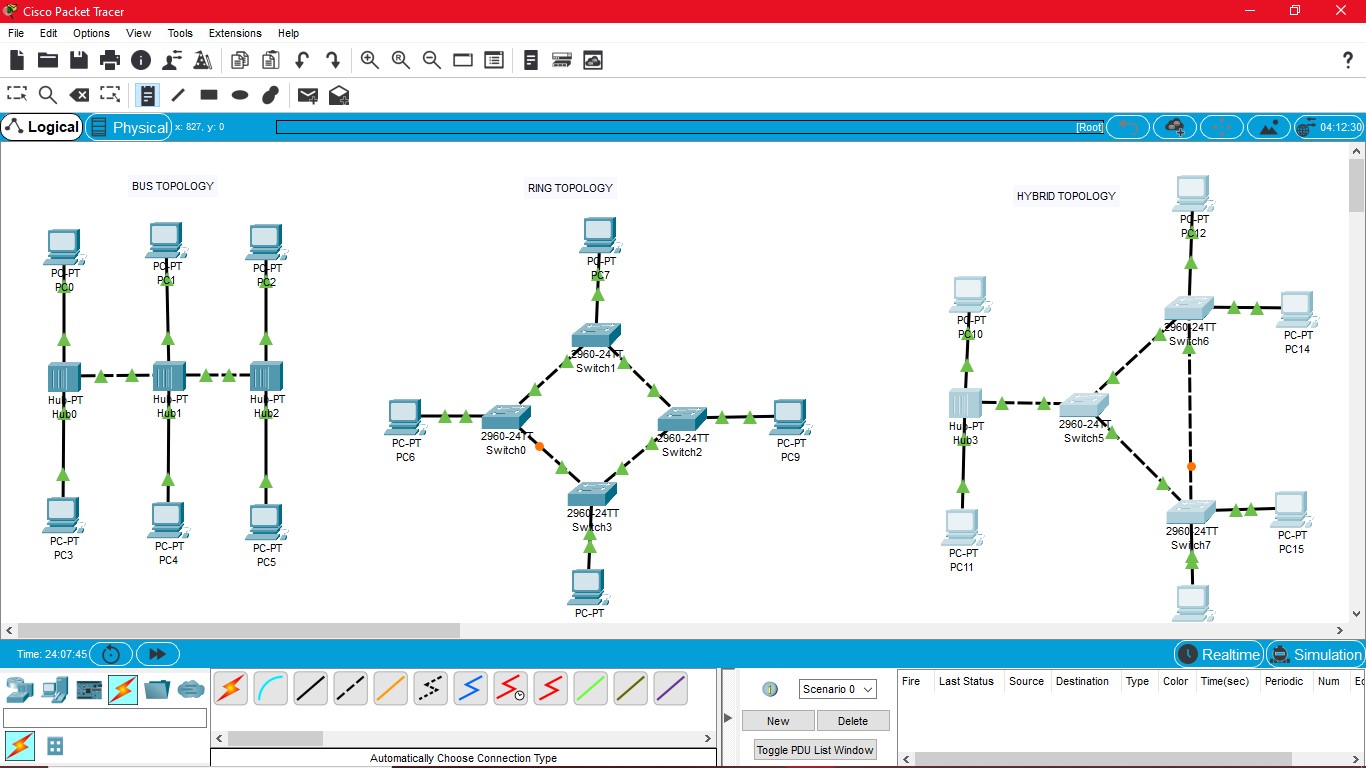 Cisco Packet Tracer
File Edit Options View Tools Extensions Help
Logical
Physical
x: 827, y: 0
[Root]
04:12:30
BUS TOPOLOGY
PC-PT
PC0
PC-PT
PC1
PC-PT
PC2
Hub-PT
Hub0
Hub-PT
Hub1
Hub-PT
Hub2
PC-PT
PC3
PC-PT
PC4
PC-PT
PC5
RING TOPOLOGY
PC-PT
PC7
2960-24TT
Switch1
PC-PT
PC6
2960-24TT
Switch0
2960-24TT
Switch2
PC-PT
PC9
2960-24TT
Switch3
PC-PT
HYBRID TOPOLOGY
PC-PT
PC12
PC-PT
PC10
2960-24TT
Switch6
PC-PT
PC14
Hub-PT
Hub3
2960-24TT
Switch5
PC-PT
PC11
2960-24TT
Switch7
PC-PT
PC15
Time: 24:07:45
Realtime
Simulation
Scenario 0
New
Delete
Toggle PDU List Window
Automatically Choose Connection Type
Fire Last Status Source Destination Type Color Time(sec) Periodic Num